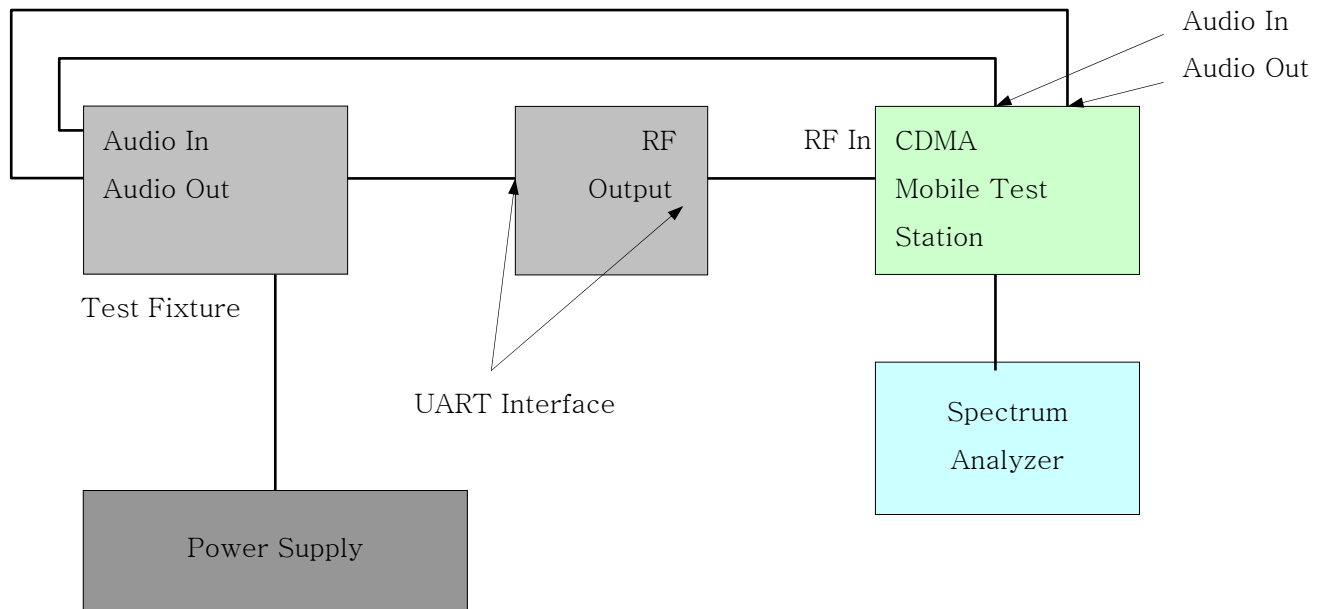 Audio In
Audio Out
Audio In
Audio Out
RF
Output
RF In
CDMA
Mobile Test
Station
Test Fixture
UART Interface
Spectrum
Analyzer
Power Supply